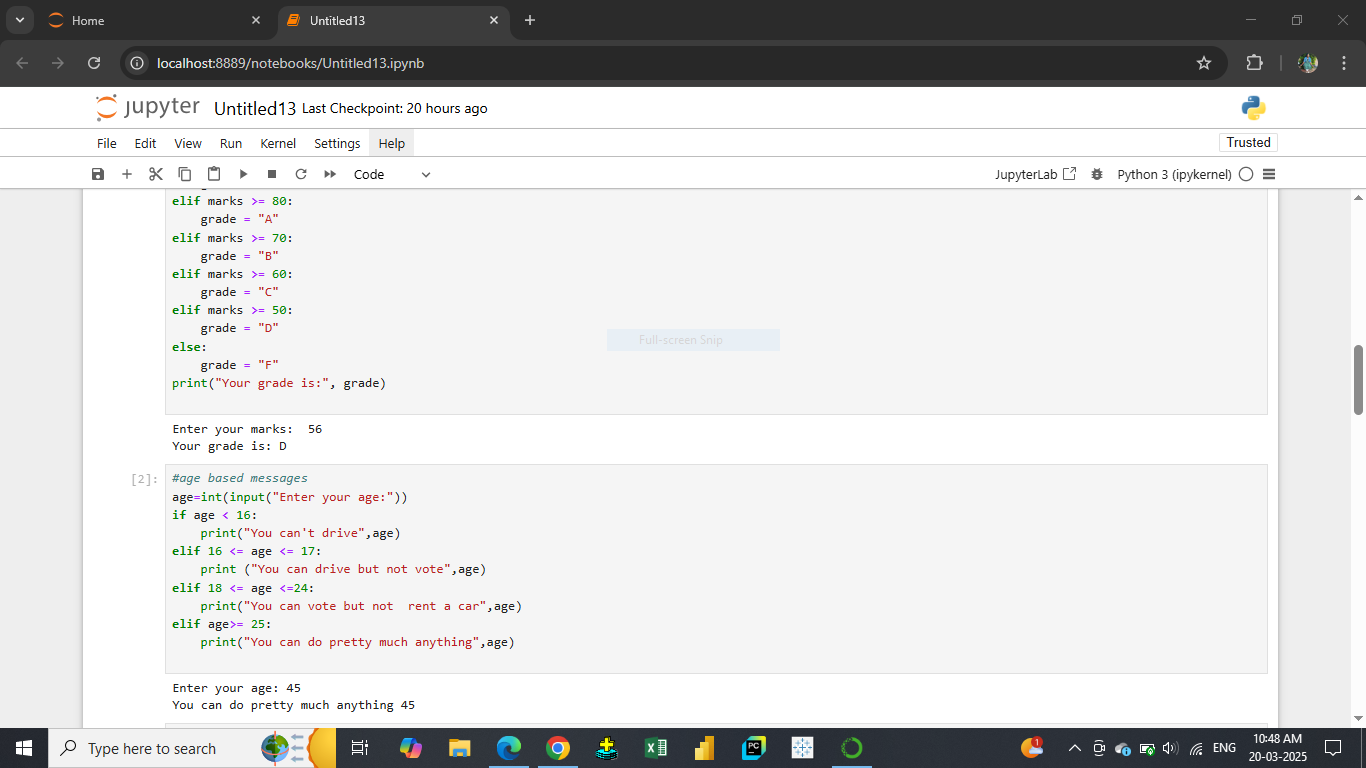 Home
Untitled13
localhost:8889/notebooks/Untitled13.ipynb
jupyter Untitled13 Last Checkpoint: 20 hours ago
File Edit View Run Kernel Settings Help
Trusted
Code
JupyterLab
Python 3 (ipykernel)
elif marks >= 80:
    grade = "A"
elif marks >= 70:
    grade = "B"
elif marks >= 60:
    grade = "C"
elif marks >= 50:
    grade = "D"
else:
    grade = "F"
print("Your grade is:", grade)
Full-screen Snip
Enter your marks:  56
Your grade is: D
[2]:
#age based messages
age=int(input("Enter your age:"))
if age < 16:
    print("You can't drive",age)
elif 16 <= age <= 17:
    print ("You can drive but not vote",age)
elif 18 <= age <=24:
    print("You can vote but not  rent a car",age)
elif age>= 25:
    print("You can do pretty much anything",age)
Enter your age: 45
You can do pretty much anything 45
Type here to search
PC
1
ENG
10:48 AM
20-03-2025